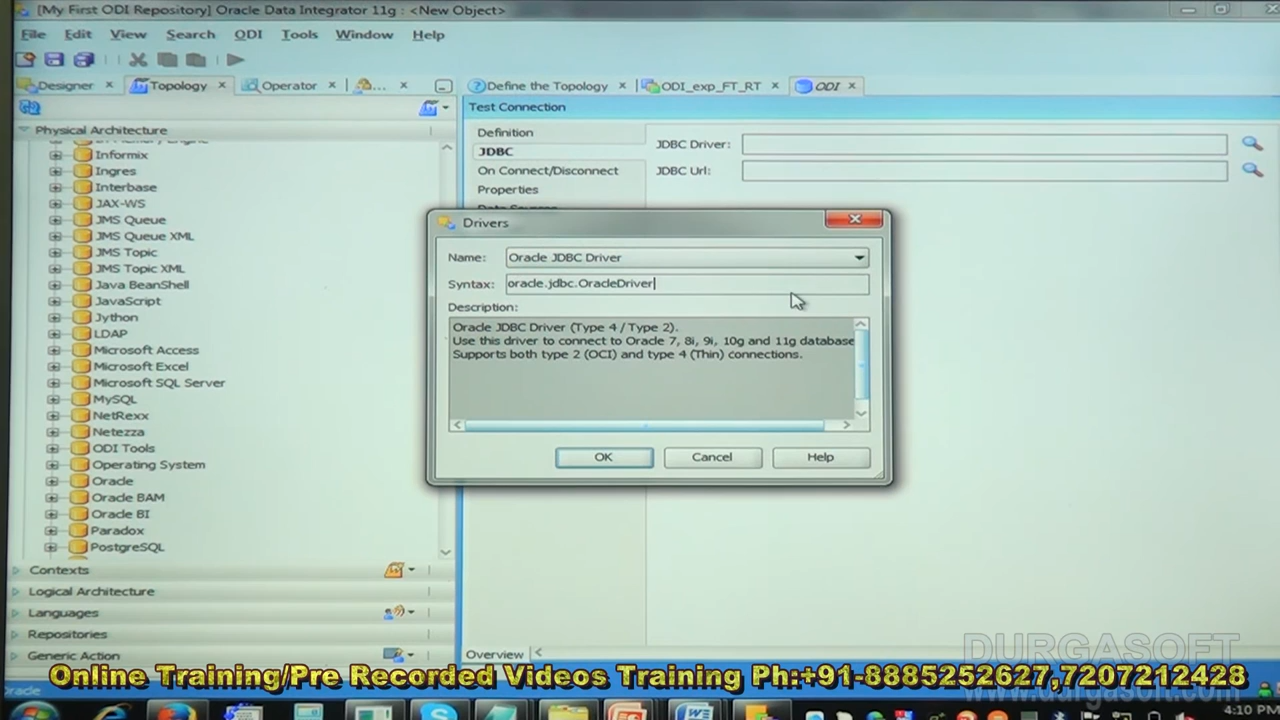 [My First ODI Repository] Oracle Data Integrator 11g : <New Object>
File Edit View Search ODI Tools Window Help
Designer × Topology × Operator × ... × Define the Topology × ODI_exp_FT_RT × ODI ×
Test Connection
Physical Architecture
Informix
Ingres
Interbase
JAX-WS
JMS Queue
JMS Queue XML
JMS Topic
JMS Topic XML
Java BeanShell
JavaScript
Jython
LDAP
Microsoft Access
Microsoft Excel
Microsoft SQL Server
MySQL
NetRexx
Netezza
ODI Tools
Operating System
Oracle
Oracle BAM
Oracle BI
Paradox
PostgreSQL
Contexts
Logical Architecture
Languages
Repositories
Generic Action
Definition
JDBC
On Connect/Disconnect
Properties
Data Sources
JDBC Driver:
JDBC Url:
Drivers
Name: Oracle JDBC Driver
Syntax: oracle.jdbc.OracleDriver
Description:
Oracle JDBC Driver (Type 4 / Type 2).
Use this driver to connect to Oracle 7, 8i, 9i, 10g and 11g database
Supports both type 2 (OCI) and type 4 (Thin) connections.
OK Cancel Help
Overview
DURGASOFT
www.durgasoft.com
Online Training/Pre Recorded Videos Training Ph:+91-8885252627,7207212428
Oracle
4:10 PM